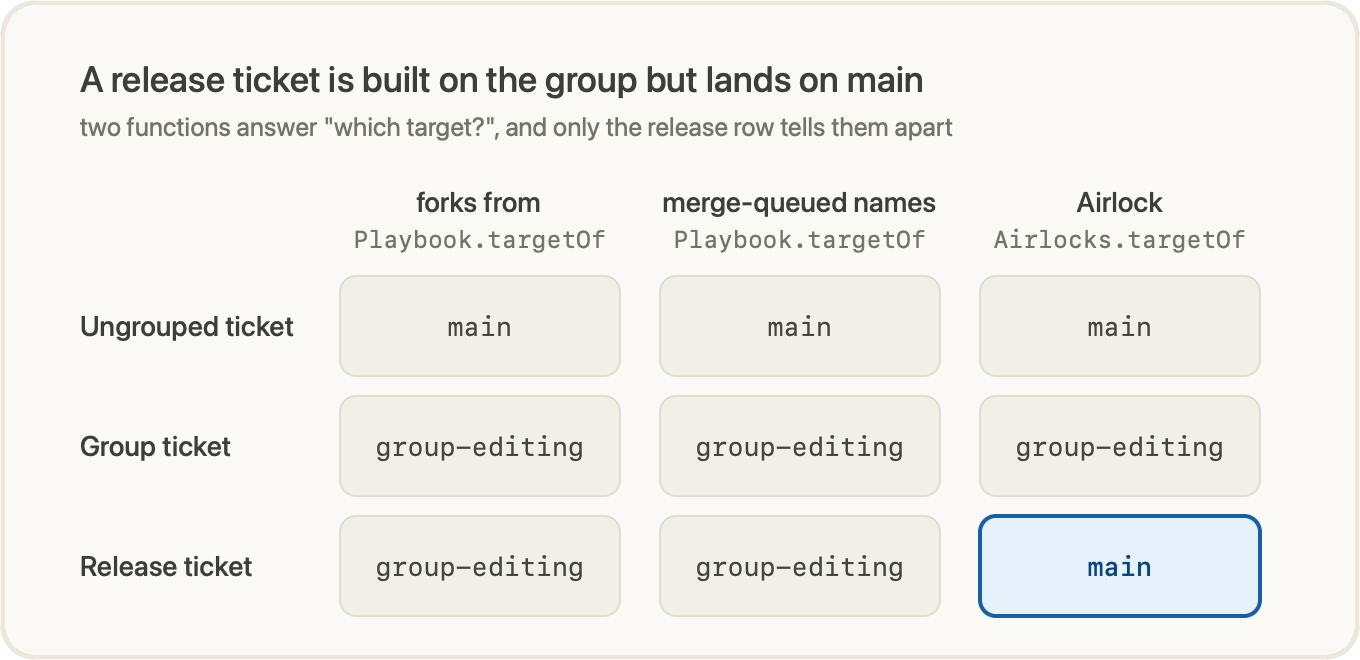 A release ticket is built on the group but lands on main
two functions answer "which target?", and only the release row tells them apart
forks from merge-queued names Airlock
Playbook.targetOf Playbook.targetOf Airlocks.targetOf
Ungrouped ticket main main main
Group ticket group-editing group-editing group-editing
Release ticket group-editing group-editing main